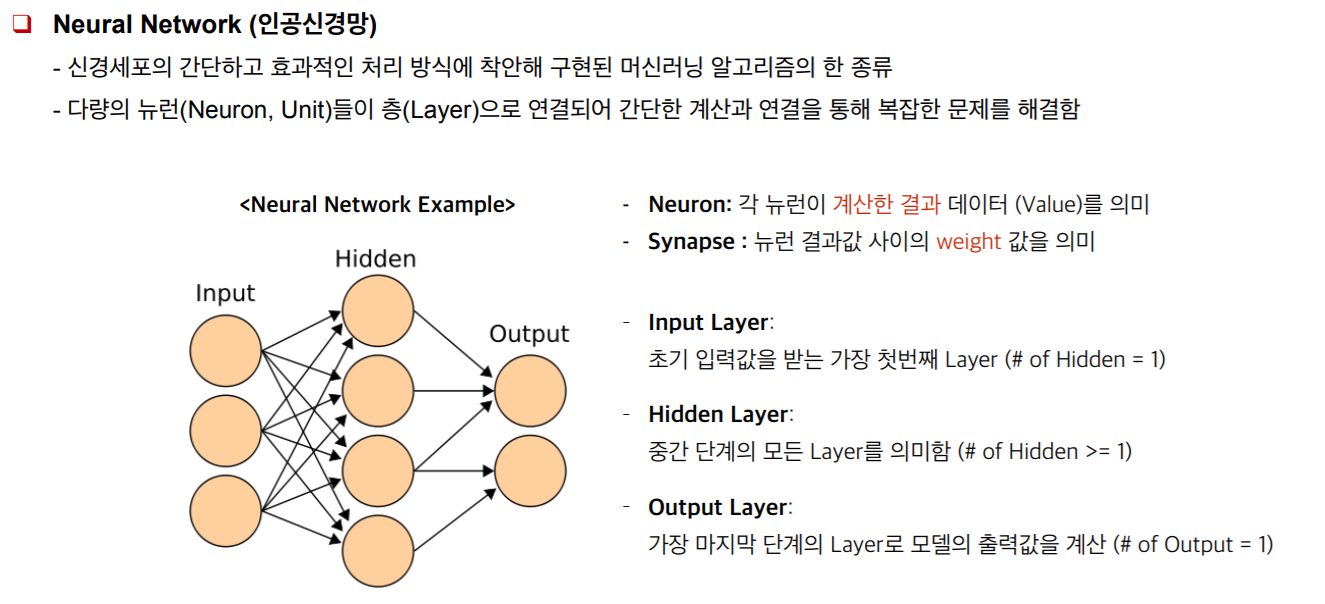 ❑ Neural Network (인공신경망)
- 신경세포의 간단하고 효과적인 처리 방식에 착안해 구현된 머신러닝 알고리즘의 한 종류
- 다량의 뉴런(Neuron, Unit)들이 층(Layer)으로 연결되어 간단한 계산과 연결을 통해 복잡한 문제를 해결함
<Neural Network Example>
Hidden
Input
Output
- Neuron: 각 뉴런이 계산한 결과 데이터 (Value)를 의미
- Synapse : 뉴런 결과값 사이의 weight 값을 의미
- Input Layer:
초기 입력값을 받는 가장 첫번째 Layer (# of Hidden = 1)
- Hidden Layer:
중간 단계의 모든 Layer를 의미함 (# of Hidden >= 1)
- Output Layer:
가장 마지막 단계의 Layer로 모델의 출력값을 계산 (# of Output = 1)